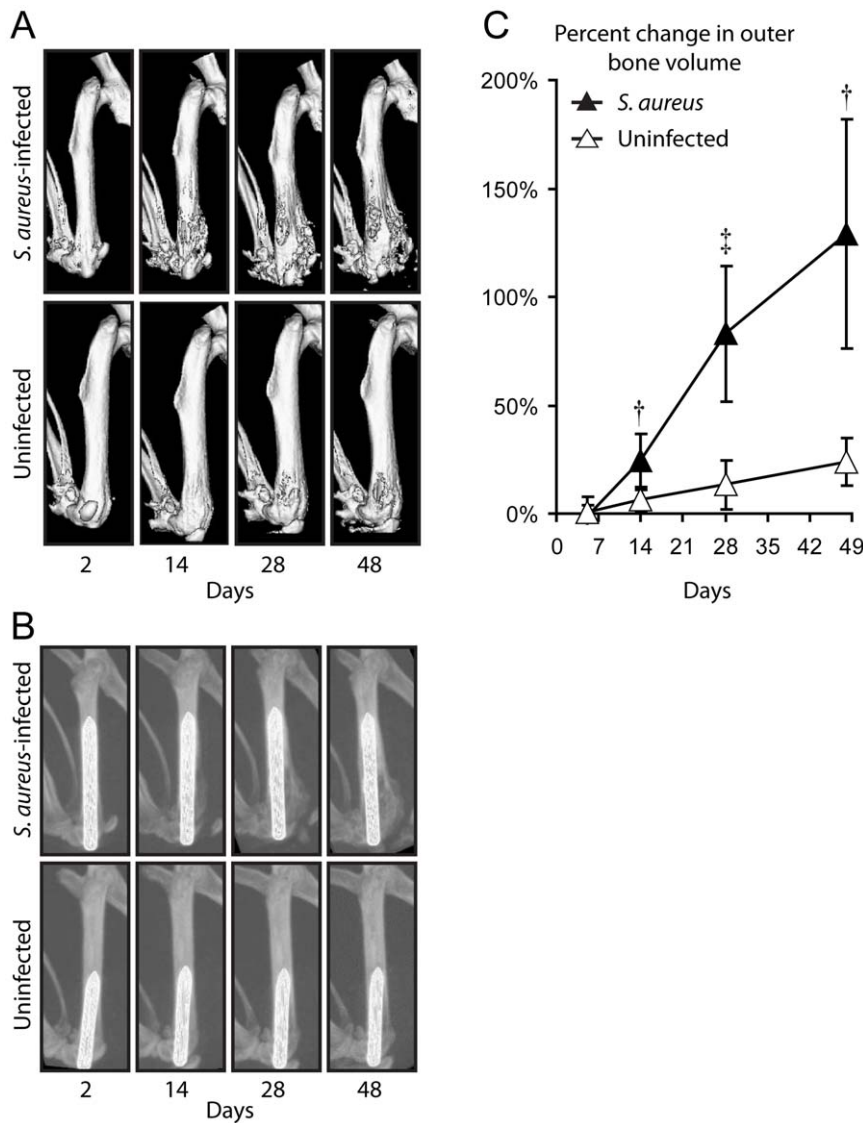 A
S. aureus-infected
Uninfected
2 14 28 48
Days
B
S. aureus-infected
Uninfected
2 14 28 48
Days
C
Percent change in outer
bone volume
S. aureus
Uninfected
200%
150%
100%
50%
0%
† ‡ †
0 7 14 21 28 35 42 49
Days